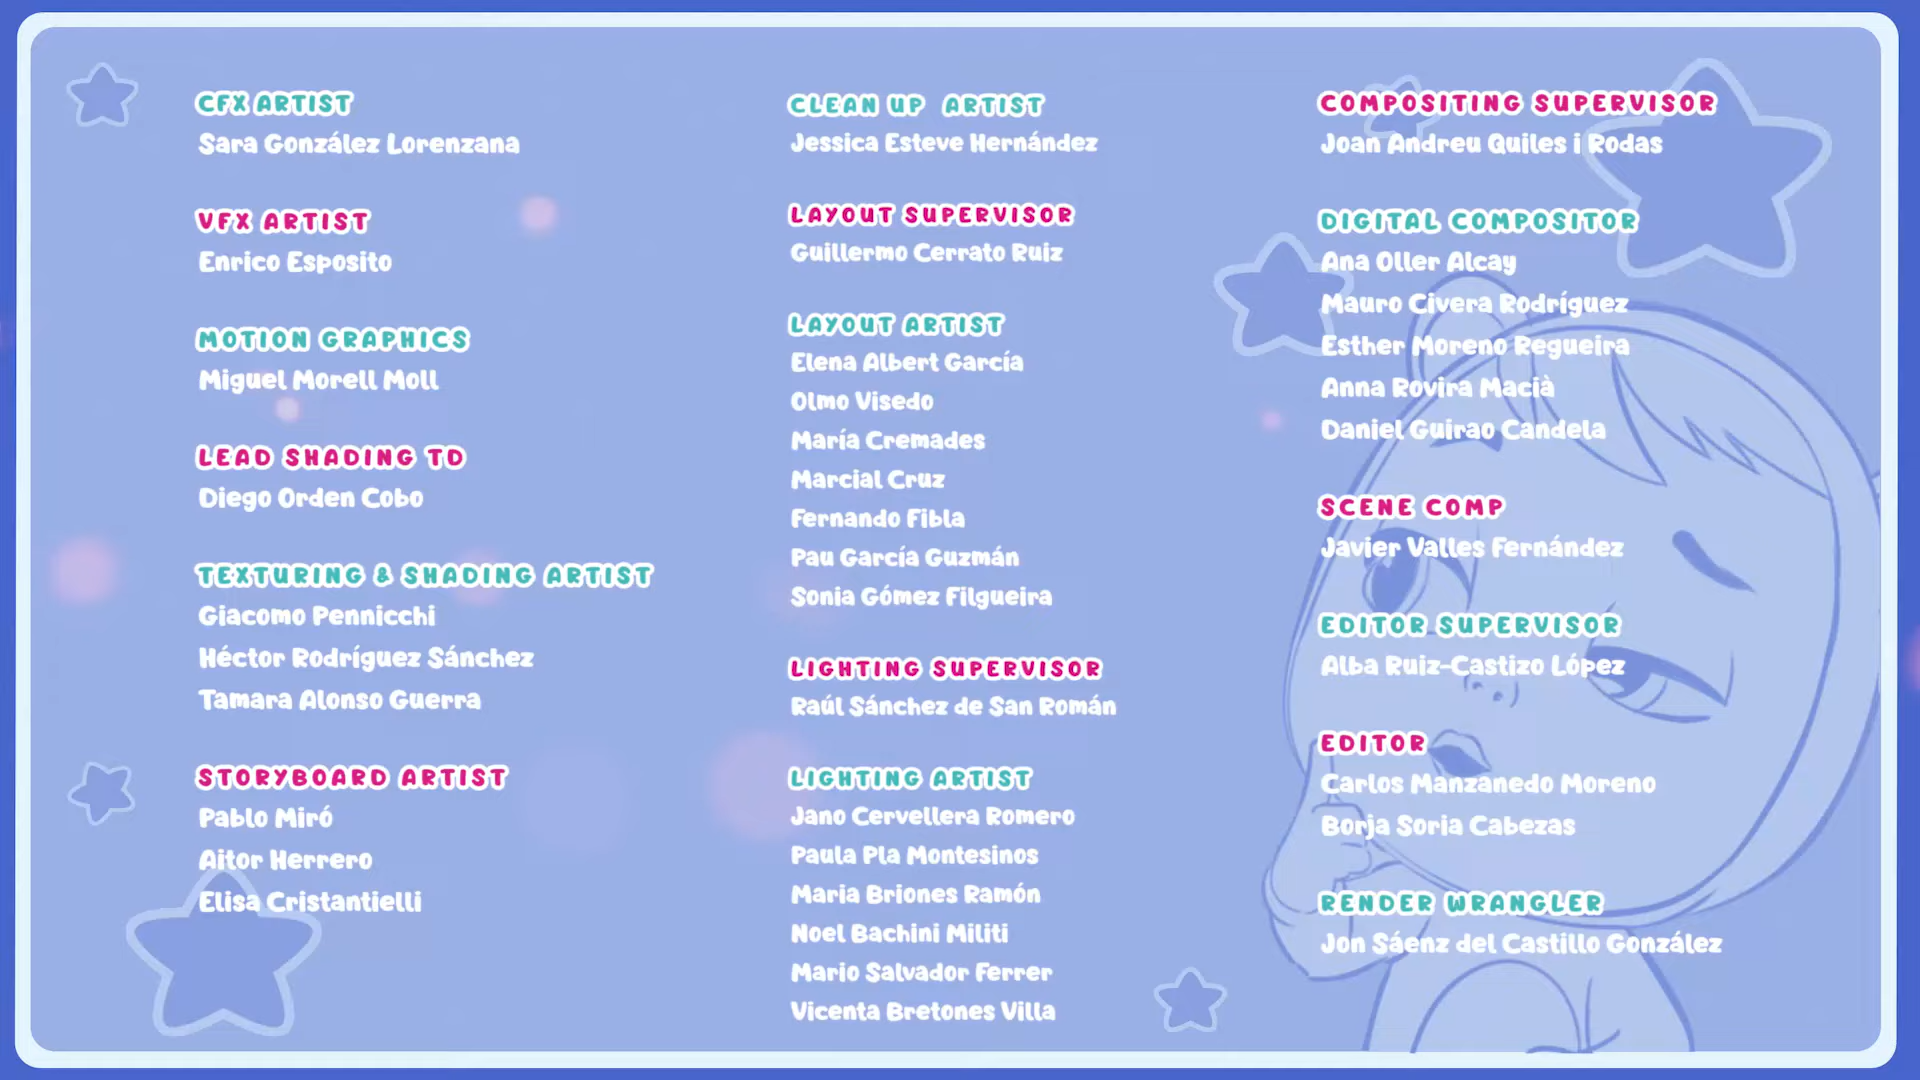 CFX ARTIST
Sara González Lorenzana
VFX ARTIST
Enrico Esposito
MOTION GRAPHICS
Miguel Morell Moll
LEAD SHADING TD
Diego Orden Cobo
TEXTURING & SHADING ARTIST
Giacomo Pennicchi
Héctor Rodríguez Sánchez
Tamara Alonso Guerra
STORYBOARD ARTIST
Pablo Miró
Aitor Herrero
Elisa Cristantielli
CLEAN UP ARTIST
Jessica Esteve Hernández
LAYOUT SUPERVISOR
Guillermo Cerrato Ruiz
LAYOUT ARTIST
Elena Albert García
Olmo Visedo
María Cremades
Marcial Cruz
Fernando Fibla
Pau García Guzmán
Sonia Gómez Filgueira
LIGHTING SUPERVISOR
Raúl Sánchez de San Román
LIGHTING ARTIST
Jano Cervellera Romero
Paula Pla Montesinos
Maria Briones Ramón
Noel Bachini Militi
Mario Salvador Ferrer
Vicenta Bretones Villa
COMPOSITING SUPERVISOR
Joan Andreu Quiles i Rodas
DIGITAL COMPOSITOR
Ana Oller Alcay
Mauro Civera Rodríguez
Esther Moreno Regueira
Anna Rovira Macià
Daniel Guirao Candela
SCENE COMP
Javier Valles Fernández
EDITOR SUPERVISOR
Alba Ruiz-Castizo López
EDITOR
Carlos Manzanedo Moreno
Borja Soria Cabezas
RENDER WRANGLER
Jon Sáenz del Castillo González